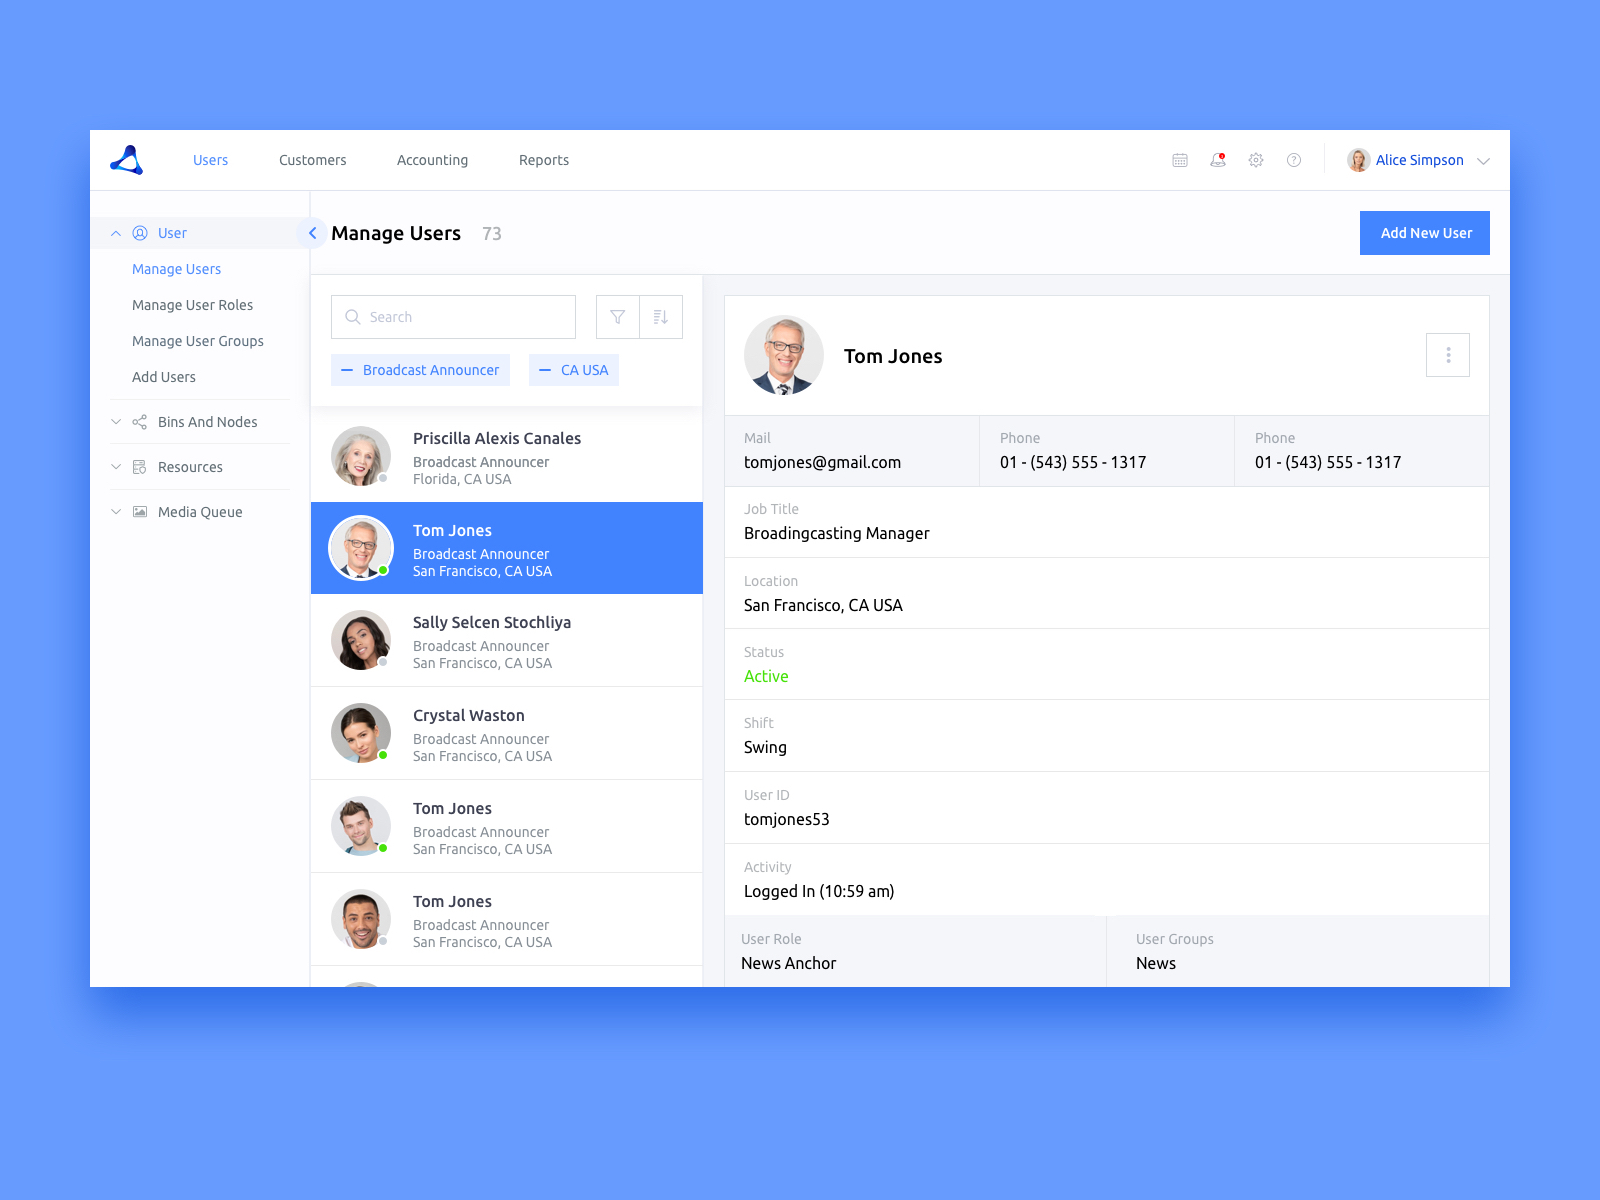 Users
Customers
Accounting
Reports
Alice Simpson
User
Manage Users
Manage User Roles
Manage User Groups
Add Users
Bins And Nodes
Resources
Media Queue
Manage Users 73
Add New User
Search
Broadcast Announcer
CA USA
Priscilla Alexis Canales
Broadcast Announcer
Florida, CA USA
Tom Jones
Broadcast Announcer
San Francisco, CA USA
Sally Selcen Stochliya
Broadcast Announcer
San Francisco, CA USA
Crystal Waston
Broadcast Announcer
San Francisco, CA USA
Tom Jones
Broadcast Announcer
San Francisco, CA USA
Tom Jones
Broadcast Announcer
San Francisco, CA USA
Tom Jones
Mail
tomjones@gmail.com
Phone
01 - (543) 555 - 1317
Phone
01 - (543) 555 - 1317
Job Title
Broadingcasting Manager
Location
San Francisco, CA USA
Status
Active
Shift
Swing
User ID
tomjones53
Activity
Logged In (10:59 am)
User Role
News Anchor
User Groups
News